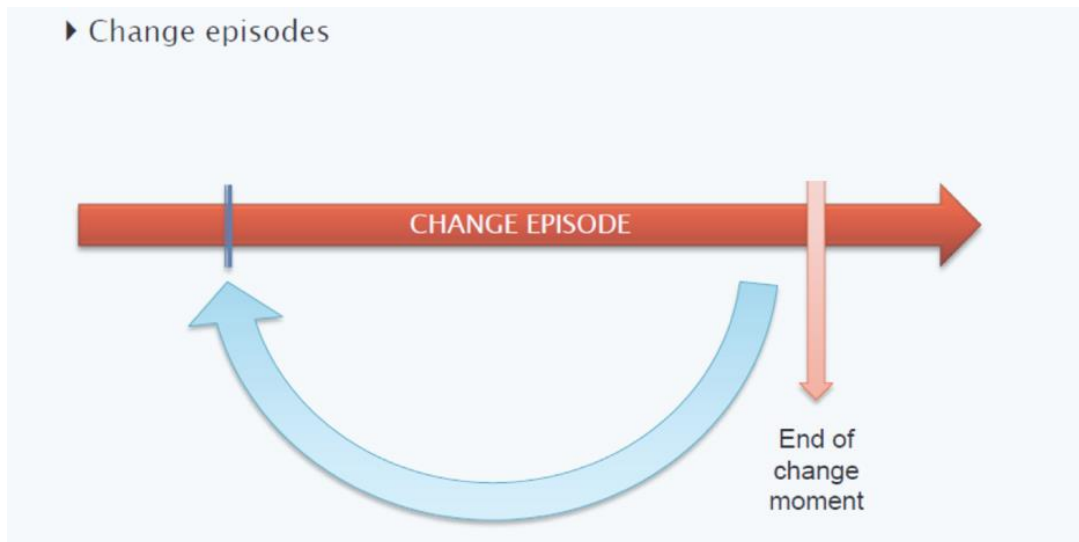 Change episodes
CHANGE EPISODE
End of
change
moment